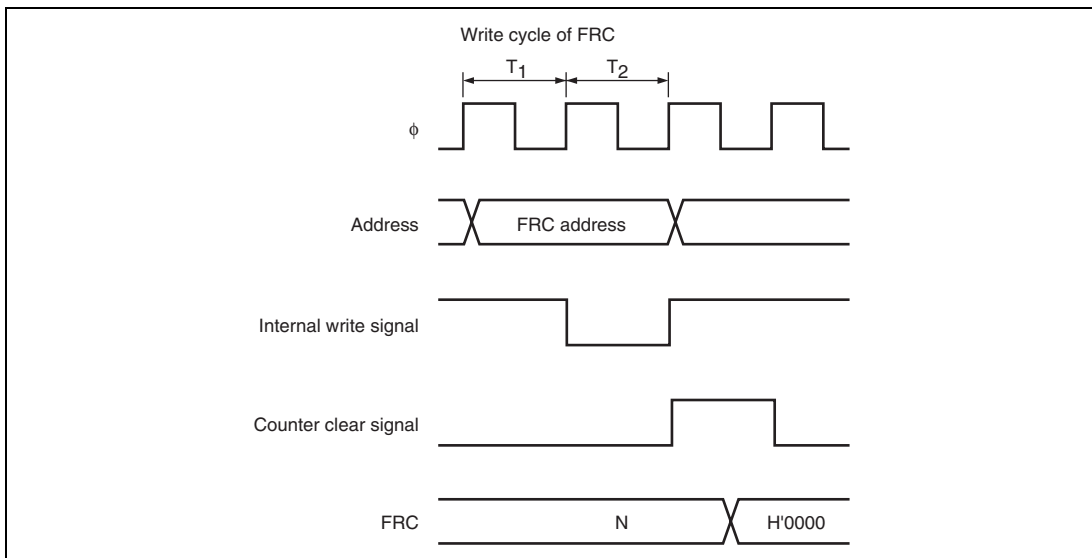 Write cycle of FRC
T1 T2
ϕ
Address FRC address
Internal write signal
Counter clear signal
FRC N H'0000